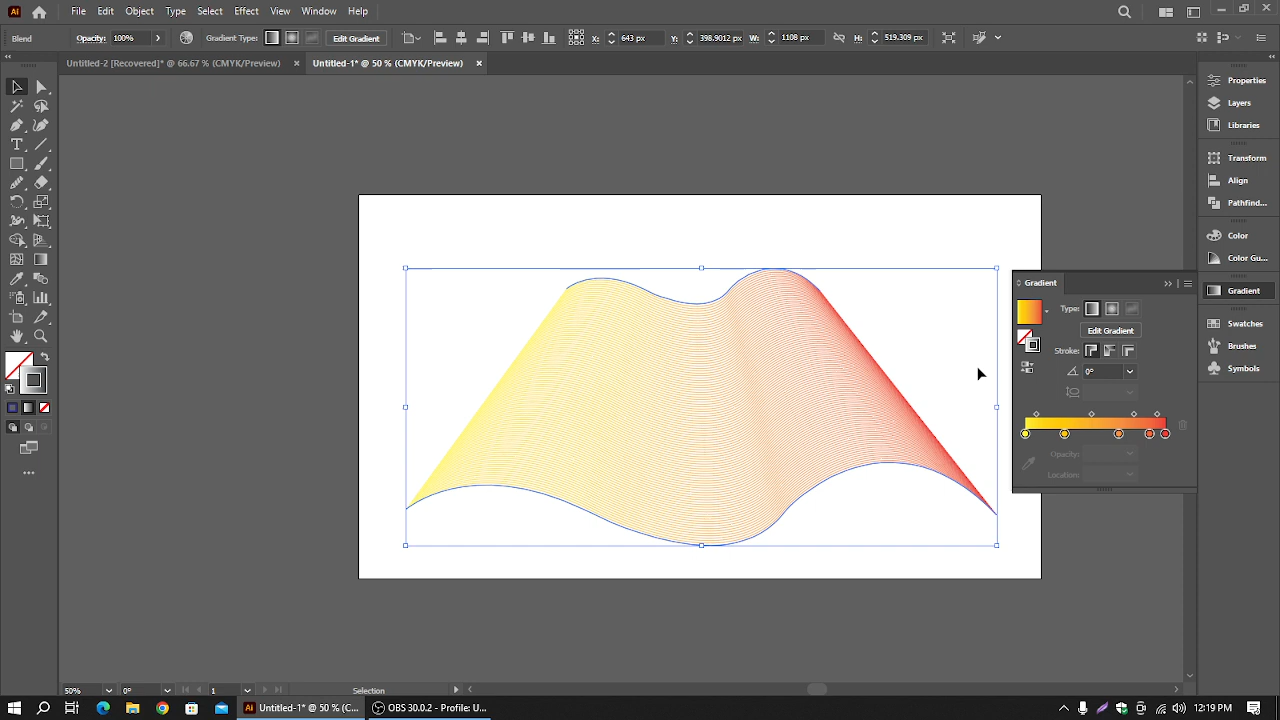 Ai File Edit Object Type Select Effect View Window Help
Blend Opacity: 100% Gradient Type: Edit Gradient X: 643 px Y: 398.9012 px W: 1108 px H: 519.309 px
Untitled-2 [Recovered]* @ 66.67 % (CMYK/Preview) × Untitled-1* @ 50 % (CMYK/Preview) ×
Properties
Layers
Libraries
Transform
Align
Pathfind...
Color
Color Gu...
Gradient
Swatches
Brushes
Symbols
Gradient
Type:
Edit Gradient
Stroke:
0°
Opacity:
Location:
50% 0° 1 Selection
Ai Untitled-1* @ 50 % (C... OBS 30.0.2 - Profile: U... 12:19 PM